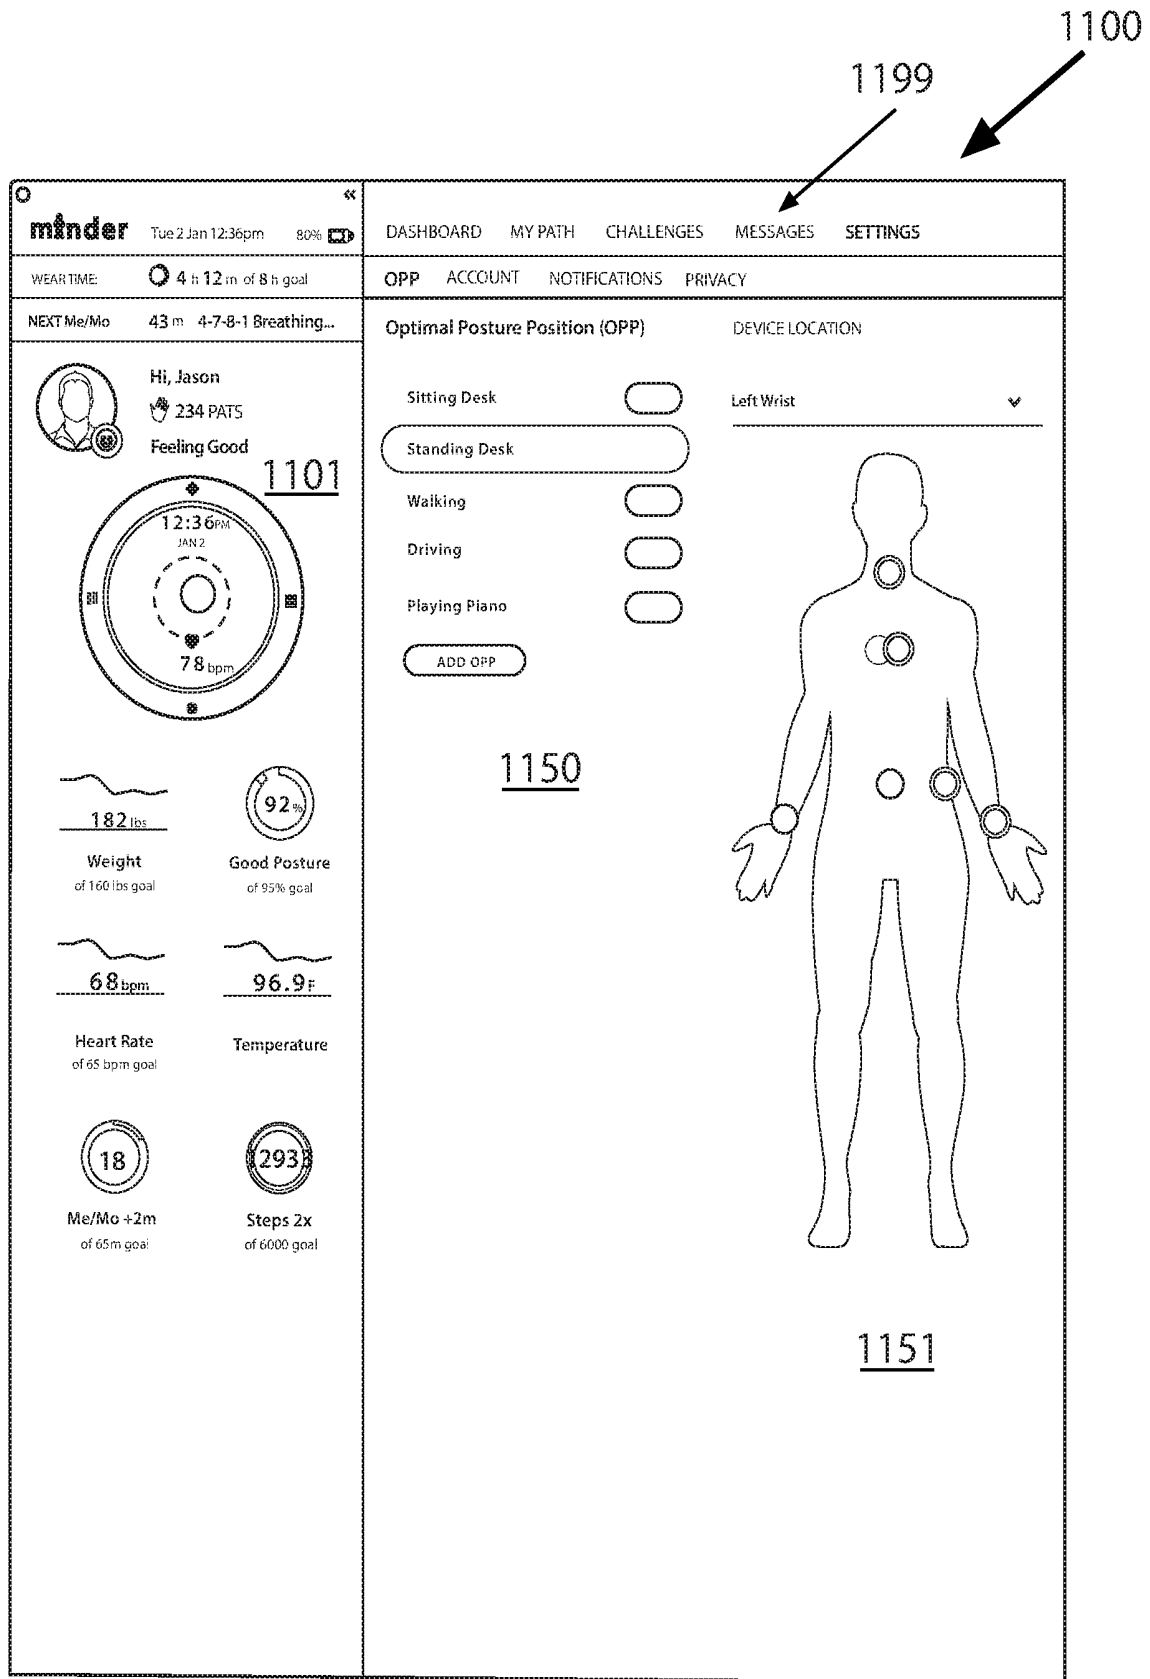 1100
1199
«
minder Tue 2 Jan 12:36pm 80%
DASHBOARD MY PATH CHALLENGES MESSAGES SETTINGS
WEAR TIME: 4 h 12 m of 8 h goal
OPP ACCOUNT NOTIFICATIONS PRIVACY
NEXT Me/Mo 43 m 4-7-8-1 Breathing...
Optimal Posture Position (OPP) DEVICE LOCATION
Hi, Jason
234 PATS
Feeling Good
1101
12:36PM
JAN 2
78 bpm
Sitting Desk
Left Wrist
Standing Desk
Walking
Driving
Playing Piano
ADD OPP
1150
182 lbs
Weight
of 160 lbs goal
92 %
Good Posture
of 95% goal
68 bpm
Heart Rate
of 65 bpm goal
96.9 F
Temperature
18
Me/Mo +2m
of 65m goal
Steps 2x
of 6000 goal
1151